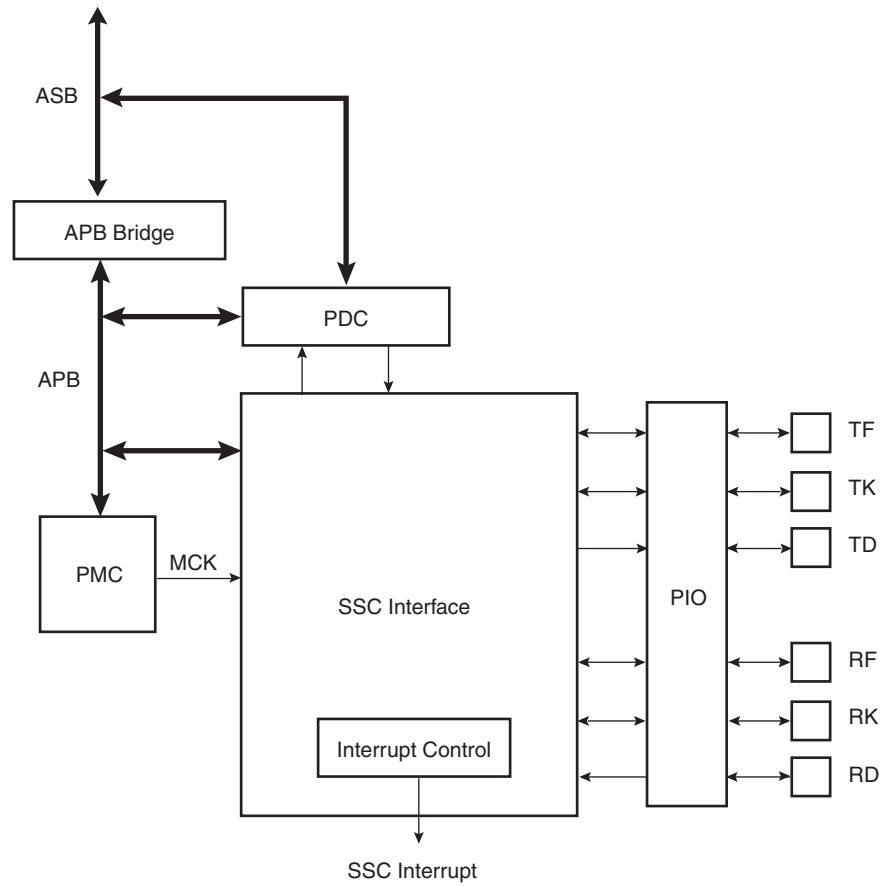 ASB
APB Bridge
PDC
APB
TF
TK
TD
PMC
MCK
SSC Interface
PIO
RF
RK
RD
Interrupt Control
SSC Interrupt